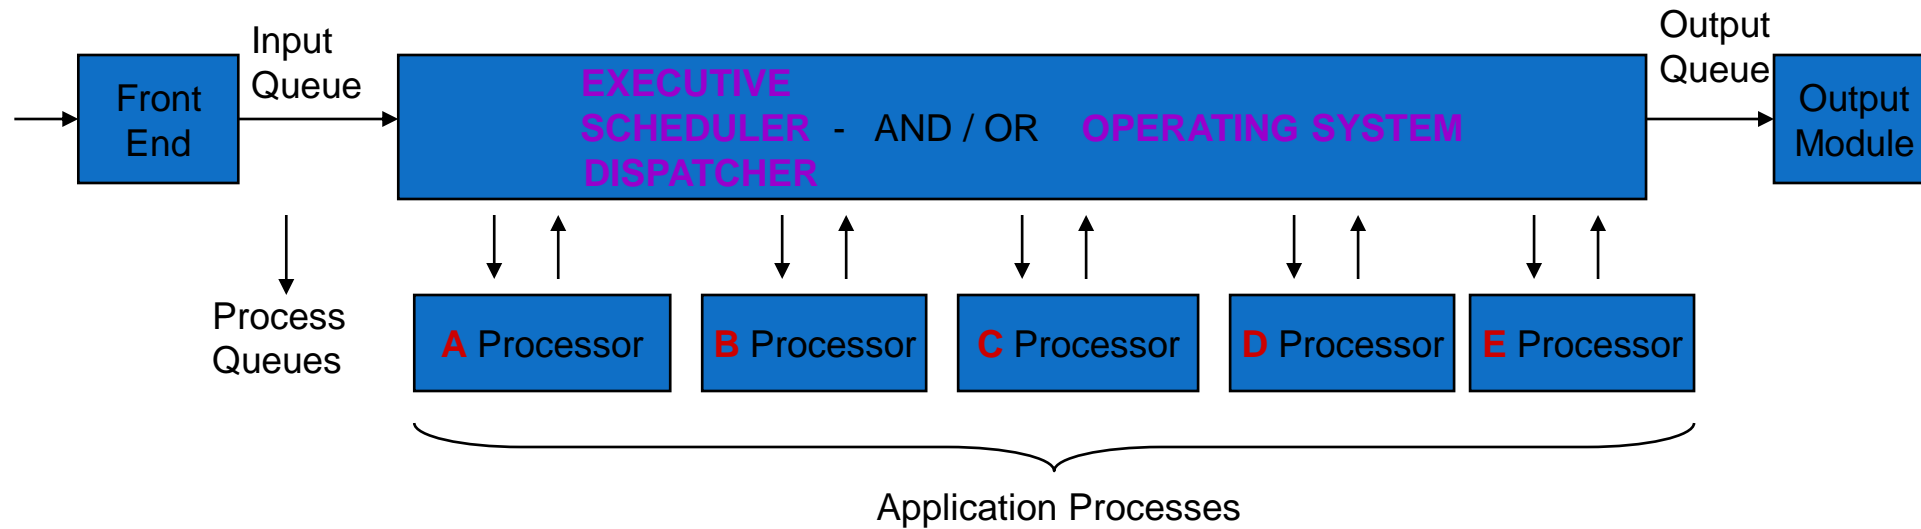 Input
Queue
Output
Queue
Front
End
EXECUTIVE
SCHEDULER - AND / OR OPERATING SYSTEM
DISPATCHER
Output
Module
Process
Queues
A Processor
B Processor
C Processor
D Processor
E Processor
Application Processes